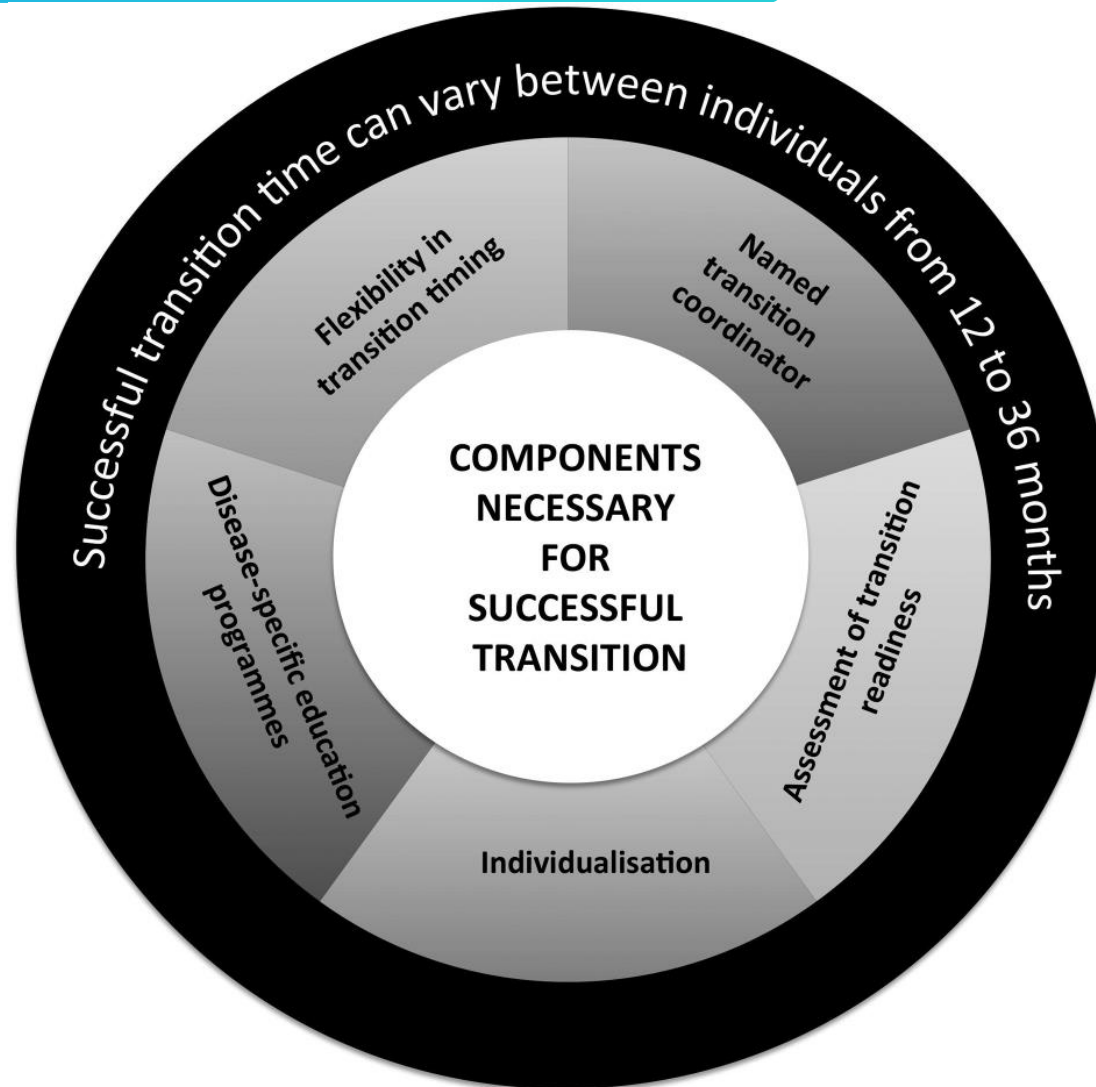 Successful transition time can vary between individuals from 12 to 36 months
Flexibility in
transition timing
Named
transition
coordinator
COMPONENTS
NECESSARY
FOR
SUCCESSFUL
TRANSITION
Disease-specific education
programmes
Assessment of transition
readiness
Individualisation